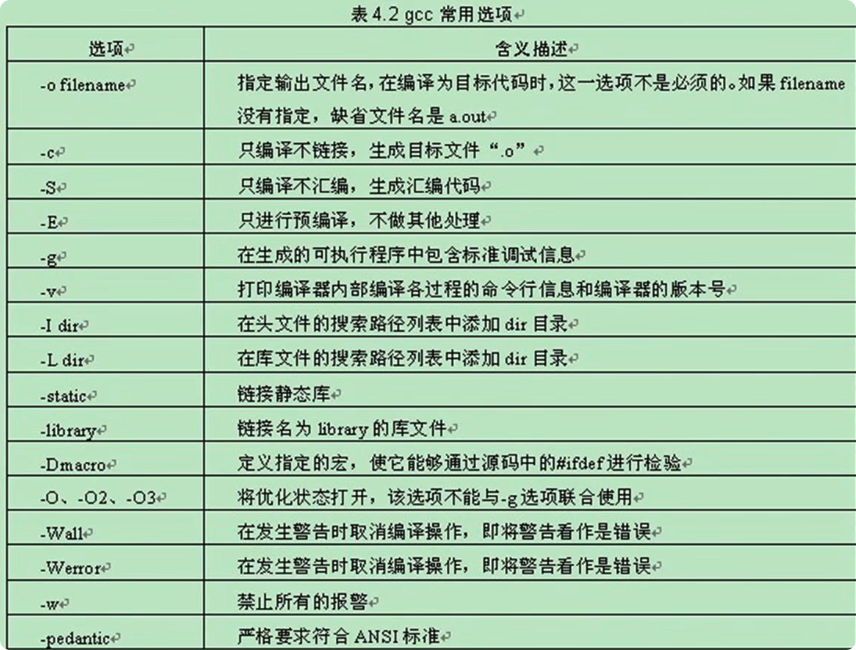 表 4.2 gcc 常用选项
选项 含义描述
-o filename 指定输出文件名，在编译为目标代码时，这一选项不是必须的。如果 filename
没有指定，缺省文件名是 a.out
-c 只编译不链接，生成目标文件“.o”
-S 只编译不汇编，生成汇编代码
-E 只进行预编译，不做其他处理
-g 在生成的可执行程序中包含标准调试信息
-v 打印编译器内部编译各过程的命令行信息和编译器的版本号
-I dir 在头文件的搜索路径列表中添加 dir 目录
-L dir 在库文件的搜索路径列表中添加 dir 目录
-static 链接静态库
-library 链接名为 library 的库文件
-Dmacro 定义指定的宏，使它能够通过源码中的#ifdef 进行检验
-O、-O2、-O3 将优化状态打开，该选项不能与-g 选项联合使用
-Wall 在发生警告时取消编译操作，即将警告看作是错误
-Werror 在发生警告时取消编译操作，即将警告看作是错误
-w 禁止所有的报警
-pedantic 严格要求符合 ANSI 标准